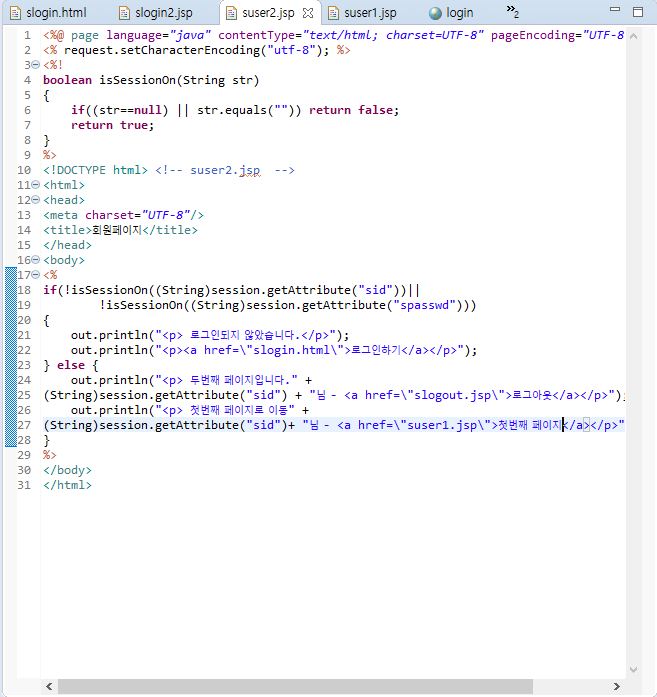 slogin.html slogin2.jsp suser2.jsp suser1.jsp login »2
1 <%@ page language="java" contentType="text/html; charset=UTF-8" pageEncoding="UTF-8
2 <% request.setCharacterEncoding("utf-8"); %>
3 <%!
4 boolean isSessionOn(String str)
5 {
6 if((str==null) || str.equals("")) return false;
7 return true;
8 }
9 %>
10 <!DOCTYPE html> <!-- suser2.jsp -->
11 <html>
12 <head>
13 <meta charset="UTF-8"/>
14 <title>회원페이지</title>
15 </head>
16 <body>
17 <%
18 if(!isSessionOn((String)session.getAttribute("sid"))||
19 !isSessionOn((String)session.getAttribute("spasswd")))
20 {
21 out.println("<p> 로그인되지 않았습니다.</p>");
22 out.println("<p><a href=\"slogin.html\">로그인하기</a></p>");
23 } else {
24 out.println("<p> 두번째 페이지입니다." +
25 (String)session.getAttribute("sid") + "님 - <a href=\"slogout.jsp\">로그아웃</a></p>");
26 out.println("<p> 첫번째 페이지로 이동" +
27 (String)session.getAttribute("sid")+ "님 - <a href=\"suser1.jsp\">첫번째 페이지</a></p>"
28 }
29 %>
30 </body>
31 </html>